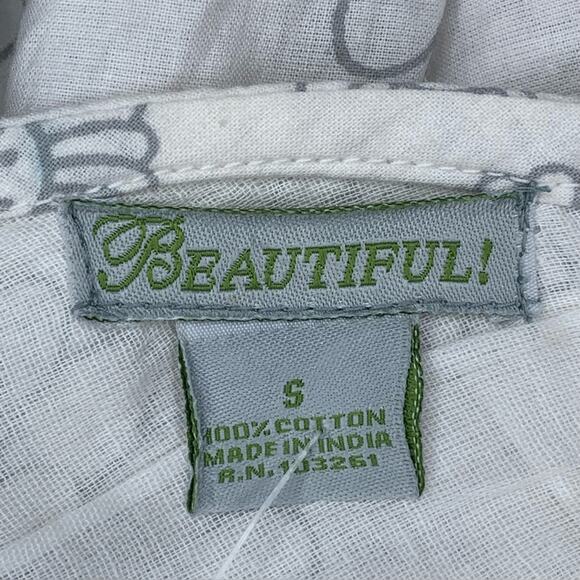 BEAUTIFUL!
S
100% COTTON
MADE IN INDIA
R.N. 103261